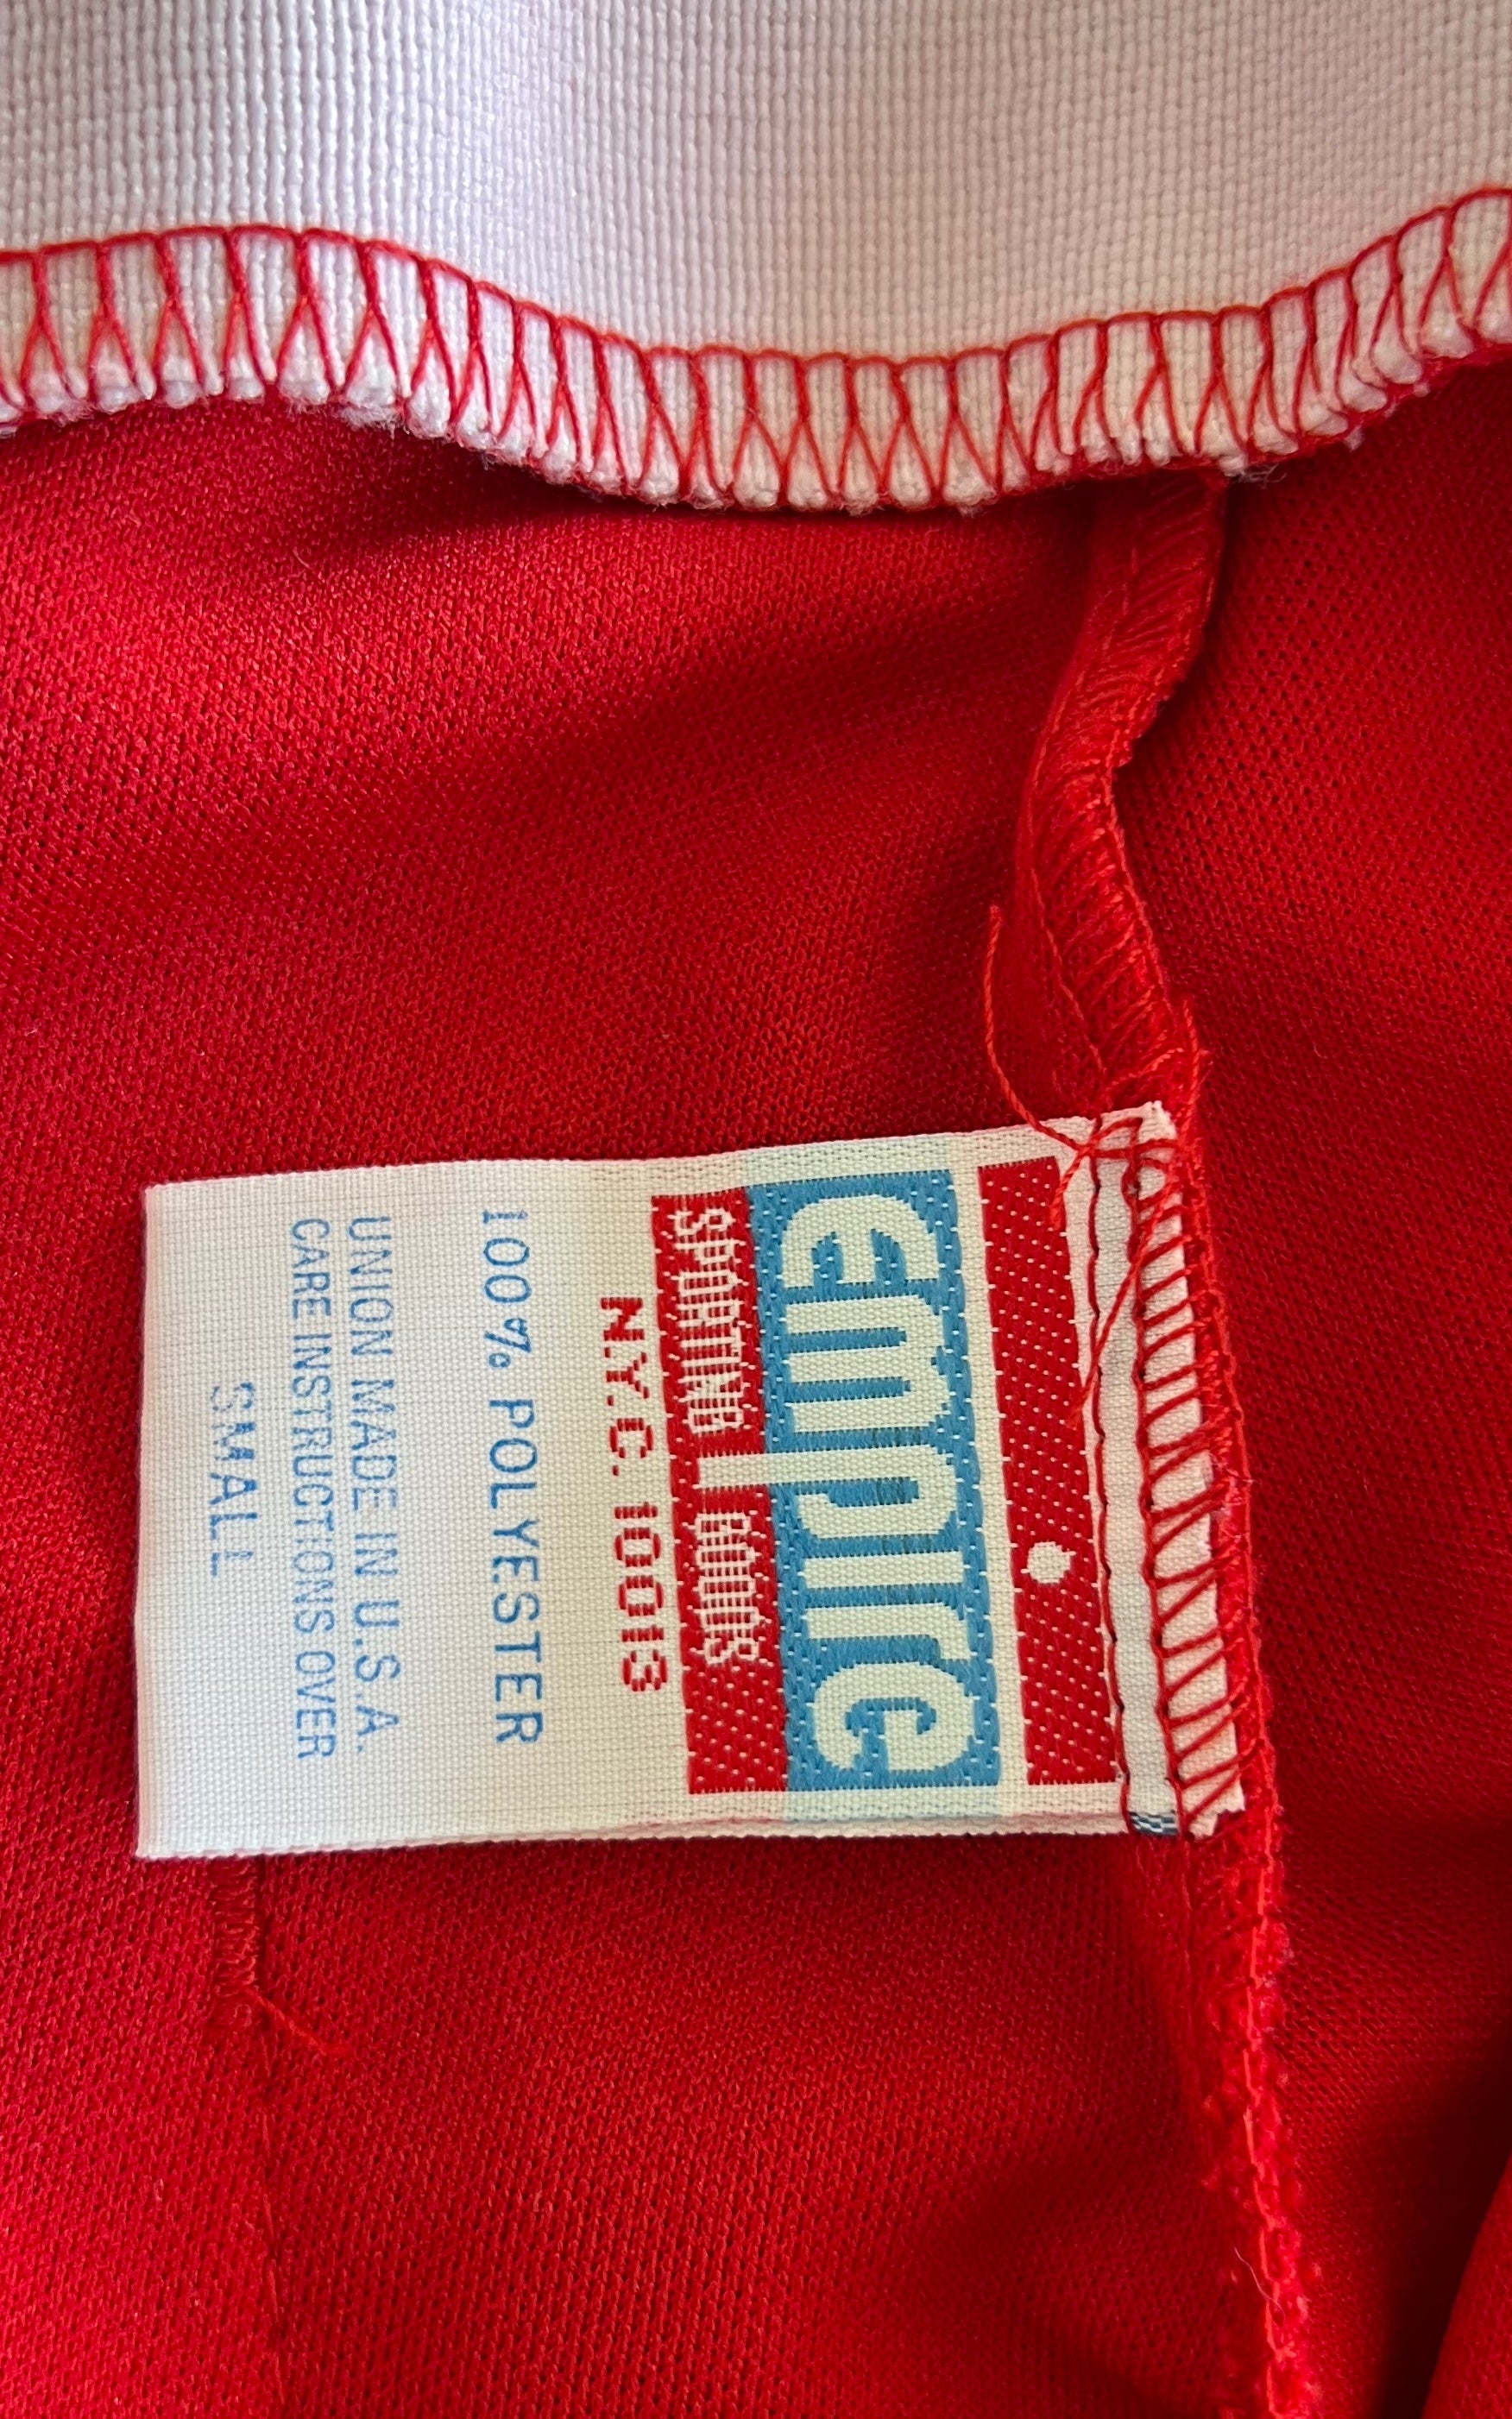 empire
SPORTING GOODS
N.Y.C. 10013
100% POLYESTER
UNION MADE IN U.S.A.
CARE INSTRUCTIONS OVER
SMALL